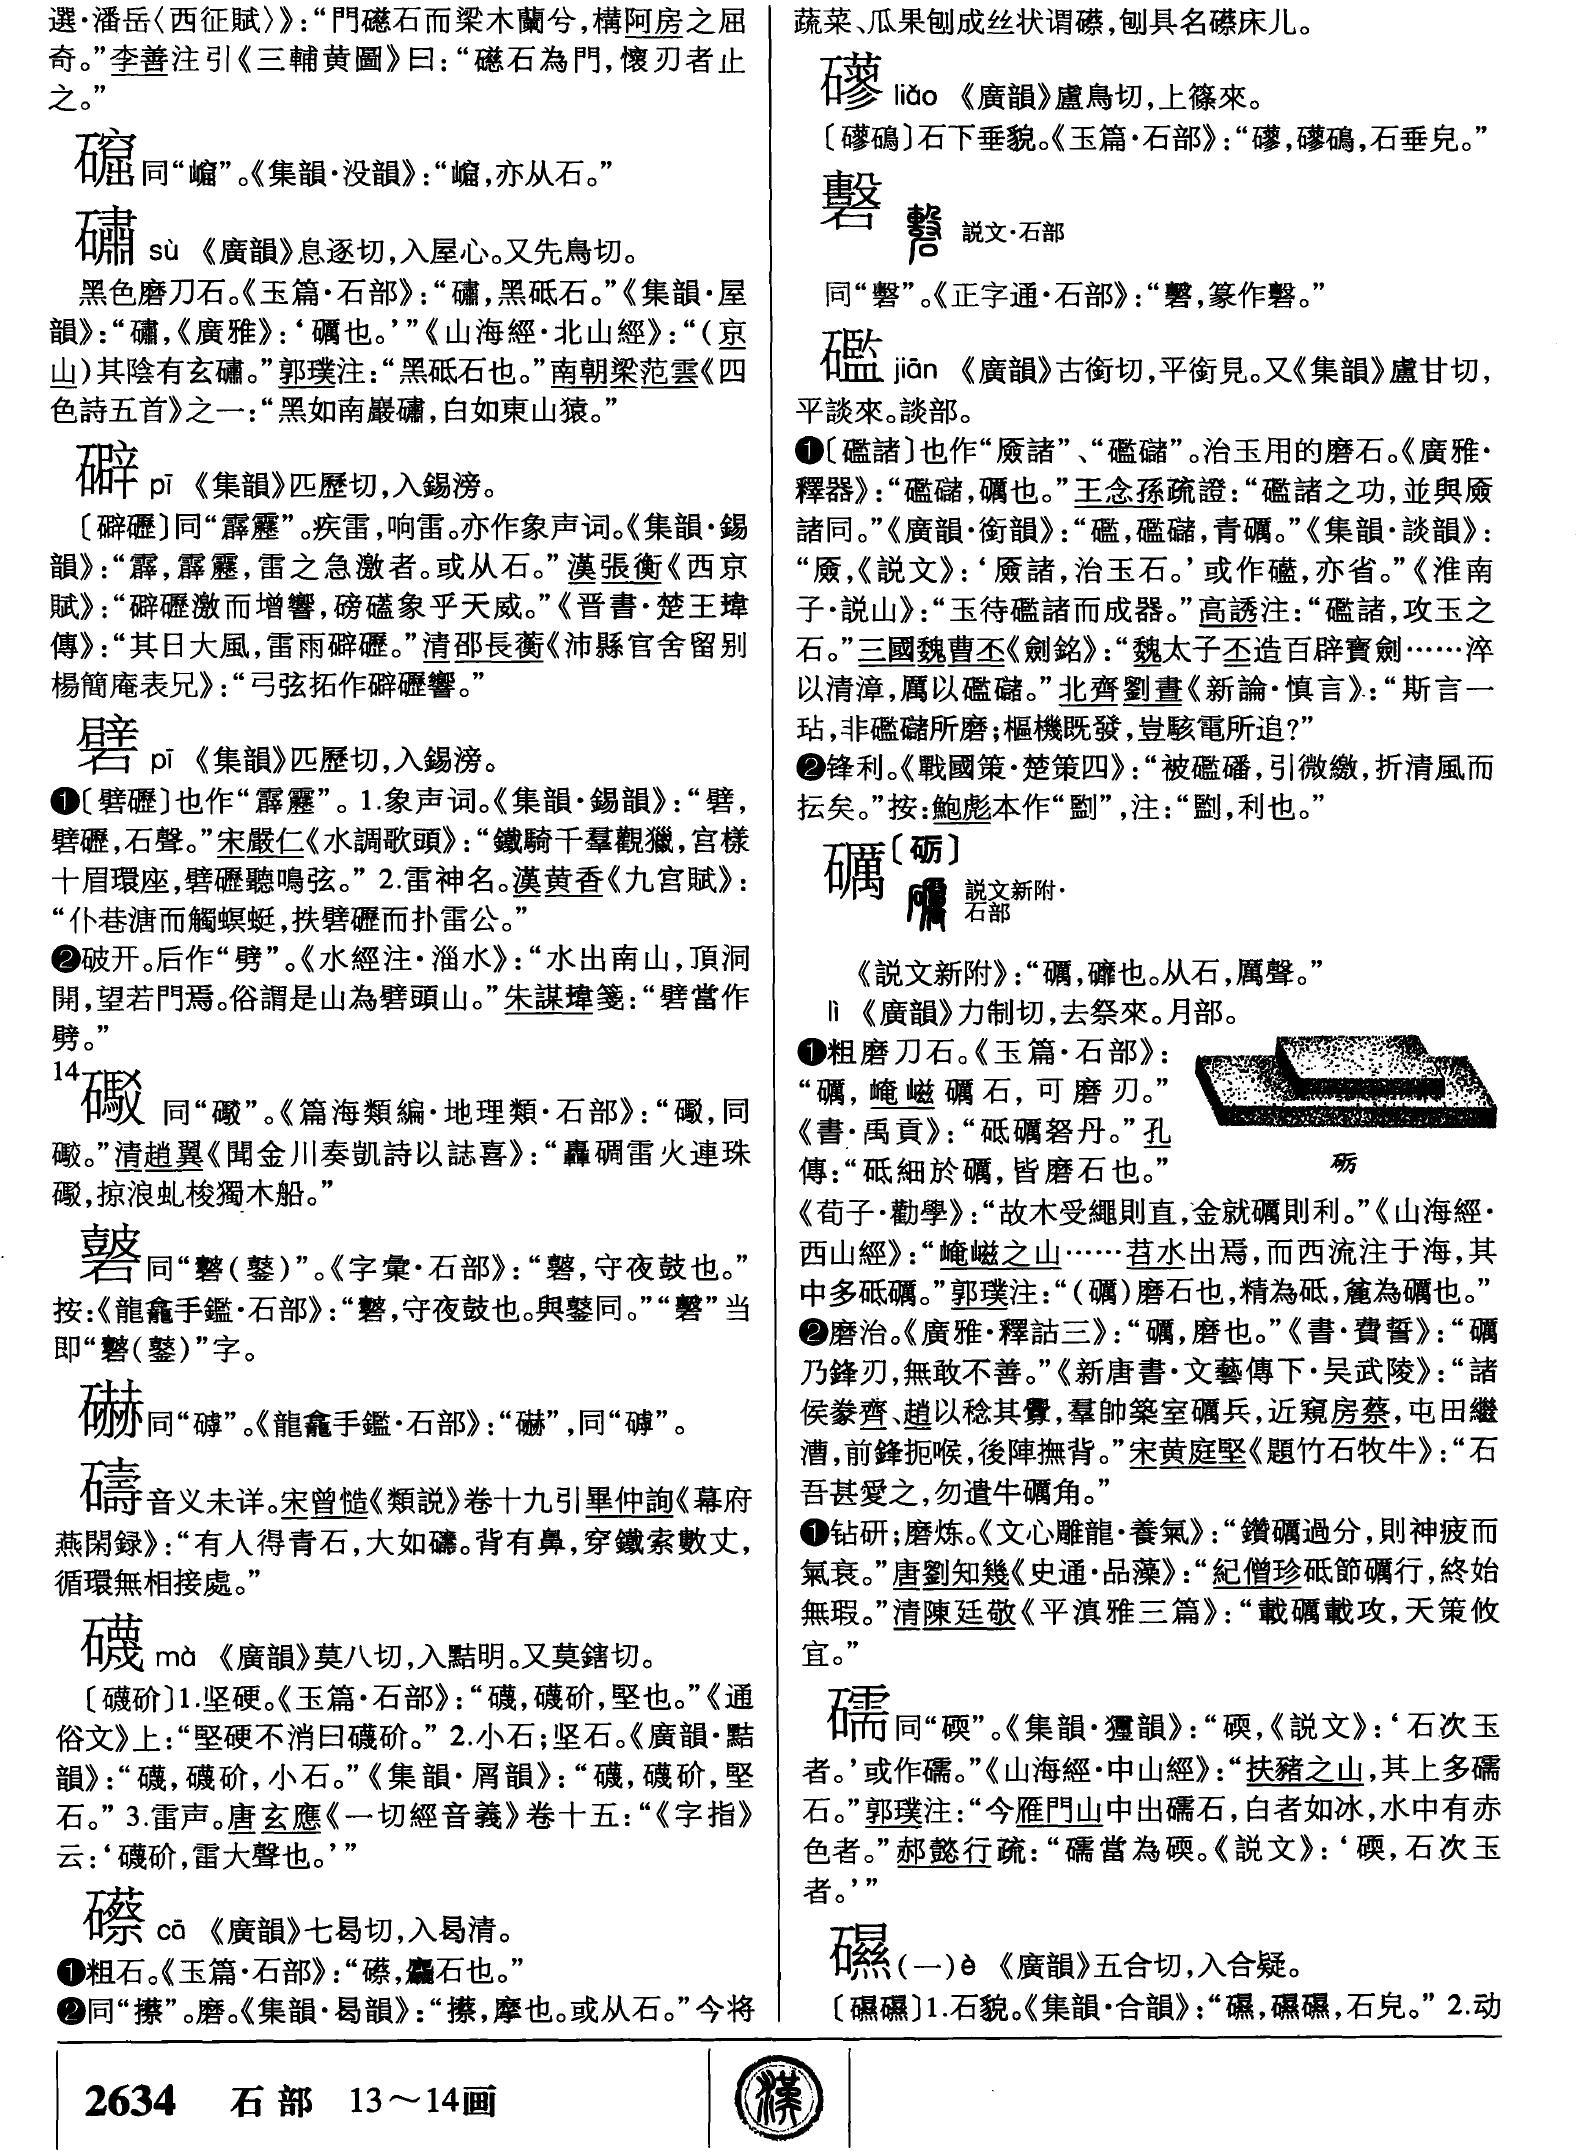 選·潘岳〈西征賦〉》：“門礠石而梁木蘭兮，構阿房之屈
奇。”李善注引《三輔黄圖》曰：“礠石為門，懷刃者止
之。”
同“㠢”。《集韻·没韻》：“㠢，亦从石。”
礵 sù 《廣韻》息逐切，入屋心。又先鳥切。
黑色磨刀石。《玉篇·石部》：“䃤，黑砥石。”《集韻·屋
韻》：“䃤，《廣雅》：‘礪也。’”《山海經·北山經》：“（京
山）其陰有玄䃤。”郭璞注：“黑砥石也。”南朝梁范雲《四
色詩五首》之一：“黑如南巖䃤，白如東山猿。”
礔 pī 《集韻》匹歷切，入錫滂。
〔礔礰〕同“霹靂”。疾雷，响雷。亦作象声词。《集韻·錫
韻》：“霹，霹靂，雷之急激者。或从石。”漢張衡《西京
賦》：“礔礰激而增響，磅礚象乎天威。”《晋書·楚王瑋
傳》：“其日大風，雷雨礔礰。”清邵長蘅《沛縣官舍留别
楊簡庵表兄》：“弓弦拓作礔礰響。”
礕 pī 《集韻》匹歷切，入錫滂。
❶〔礕礰〕也作“霹靂”。1.象声词。《集韻·錫韻》：“礕，
礕礰，石聲。”宋嚴仁《水調歌頭》：“鐵騎千羣觀獵，宫樣
十眉環座，礕礰聽鳴弦。”2.雷神名。漢黄香《九宫賦》：
“仆巷溏而觸螟蜓，抶礕礰而扑雷公。”
❷破开。后作“劈”。《水經注·淄水》：“水出南山，頂洞
開，望若門焉。俗謂是山為礕頭山。”朱謀㙔箋：“礕當作
劈。”
14 同“礮”。《篇海類編·地理類·石部》：“，同
礮。”清趙翼《聞金川奏凱詩以誌喜》：“轟碉雷火連珠
，掠浪虬梭獨木船。”
同“（鼜）”。《字彙·石部》：“，守夜鼓也。”
按：《龍龕手鑑·石部》：“，守夜鼓也。與鼜同。”“”当
即“（鼜）”字。
同“罅”。《龍龕手鑑·石部》：“”，同“”。
音义未详。宋曾慥《類説》卷十九引畢仲詢《幕府
燕閑録》：“有人得青石，大如。背有鼻，穿鐵索數丈，
循環無相接處。”
礣 mà 《廣韻》莫八切，入黠明。又莫鎋切。
〔礣砎〕1.坚硬。《玉篇·石部》：“礣，礣砎，堅也。”《通
俗文》上：“堅硬不消曰礣砎。”2.小石；坚石。《廣韻·黠
韻》：“礣，礣砎，小石。”《集韻·屑韻》：“礣，礣砎，堅
石。”3.雷声。唐玄應《一切經音義》卷十五：“《字指》
云：‘礣砎，雷大聲也。’”
礤 cā 《廣韻》七曷切，入曷清。
❶粗石。《玉篇·石部》：“礤，麤石也。”
❷同“攃”。磨。《集韻·曷韻》：“攃，摩也。或从石。”今将
蔬菜、瓜果刨成丝状谓礤，刨具名礤床儿。
liǎo 《廣韻》盧鳥切，上篠來。
石下垂貌。《玉篇·石部》：“，石垂皃。”
説文·石部
同“磬”。《正字通·石部》：“磬，篆作。”
礛 jiān 《廣韻》古銜切，平銜見。又《集韻》盧甘切，
平談來。談部。
❶〔礛諸〕也作“厱諸”、“礛䃴”。治玉用的磨石。《廣雅·
釋器》：“礛䃴，礪也。”王念孫疏證：“礛諸之功，並與厱
諸同。”《廣韻·銜韻》：“礛，礛䃴，青礪。”《集韻·談韻》：
“厱，《説文》：‘厱諸，治玉石。’或作礛，亦省。”《淮南
子·説山》：“玉待礛諸而成器。”高誘注：“礛諸，攻玉之
石。”三國魏曹丕《劍銘》：“魏太子丕造百辟寶劍……淬
以清漳，厲以礛䃴。”北齊劉晝《新論·慎言》：“斯言一
玷，非礛䃴所磨；樞機既發，豈駭電所追？”
❷锋利。《戰國策·楚策四》：“被礛磻，引微繳，折清風而
抎矣。”按：鮑彪本作“㔋”，注：“㔋，利也。”
礪〔砺〕 説文新附·
石部
《説文新附》：“礪，䃺也。从石，厲聲。”
lì 《廣韻》力制切，去祭來。月部。
❶粗磨刀石。《玉篇·石部》：
“礪，崦嵫礪石，可磨刃。”
《書·禹貢》：“砥礪砮丹。”孔
傳：“砥細於礪，皆磨石也。”
砺
《荀子·勸學》：“故木受繩則直，金就礪則利。”《山海經·
西山經》：“崦嵫之山……苕水出焉，而西流注于海，其
中多砥礪。”郭璞注：“（礪）磨石也，精為砥，麄為礪也。”
❷磨治。《廣雅·釋詁三》：“礪，磨也。”《書·費誓》：“礪
乃鋒刃，無敢不善。”《新唐書·文藝傳下·吴武陵》：“諸
侯豢齊、趙以稔其釁，羣帥築室礪兵，近窺房蔡，屯田繼
漕，前鋒扼喉，後陣撫背。”宋黄庭堅《題竹石牧牛》：“石
吾甚愛之，勿遣牛礪角。”
❶钻研；磨炼。《文心雕龍·養氣》：“鑽礪過分，則神疲而
氣衰。”唐劉知幾《史通·品藻》：“紀僧珍砥節礪行，終始
無瑕。”清陳廷敬《平滇雅三篇》：“載礪載攻，天策攸
宜。”
礝同“碝”。《集韻·𤣗韻》：“碝，《説文》：‘石次玉
者。’或作礝。”《山海經·中山經》：“扶豬之山，其上多礝
石。”郭璞注：“今雁門山中出礝石，白者如冰，水中有赤
色者。”郝懿行疏：“礝當為碝。《説文》：‘碝，石次玉
者。’”
礘（一）è 《廣韻》五合切，入合疑。
〔礘礘〕1.石貌。《集韻·合韻》：“礘，礘礘，石皃。”2.动
2634 石部 13～14画
漢